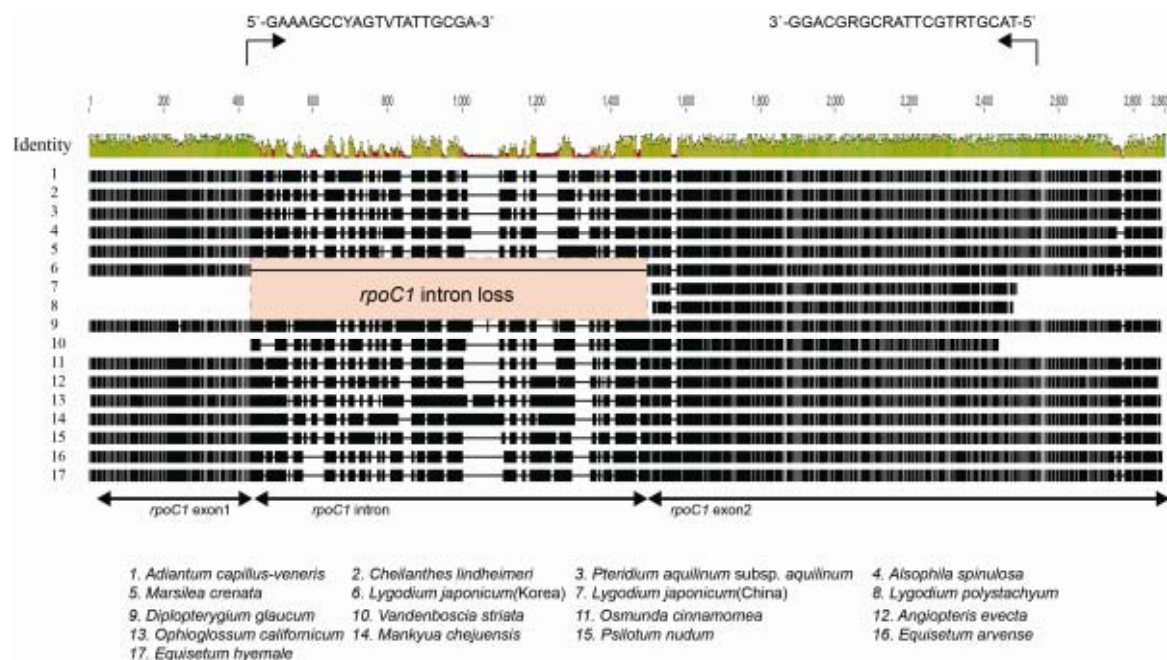 5`-GAAAGCCYAGTVTATTGCGA-3` 3`-GGACGRGCRATTCGTRTGCAT-5`
1 200 400 600 800 1,000 1,200 1,400 1,600 1,800 2,000 2,200 2,400 2,600 2,800
Identity
1
2
3
4
5
6
rpoC1 intron loss
7
8
9
10
11
12
13
14
15
16
17
rpoC1 exon1 rpoC1 intron rpoC1 exon2
1. Adiantum capillus-veneris 2. Cheilanthes lindheimeri 3. Pteridium aquilinum subsp. aquilinum 4. Alsophila spinulosa
5. Marsilea crenata 6. Lygodium japonicum(Korea) 7. Lygodium japonicum(China) 8. Lygodium polystachyum
9. Diplopterygium glaucum 10. Vandenboscia striata 11. Osmunda cinnamomea 12. Angiopteris evecta
13. Ophioglossum californicum 14. Mankyua chejuensis 15. Psilotum nudum 16. Equisetum arvense
17. Equisetum hyemale